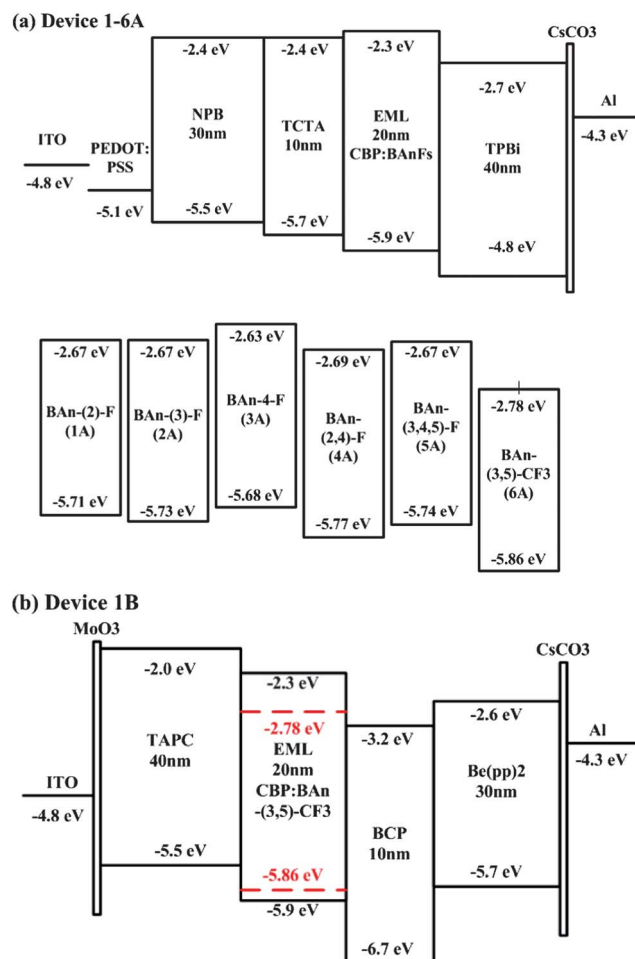 (a) Device 1-6A
CsCO3
-2.4 eV
-2.4 eV
-2.3 eV
-2.7 eV
Al
-4.3 eV
ITO
-4.8 eV
PEDOT:
PSS
-5.1 eV
NPB
30nm
-5.5 eV
TCTA
10nm
-5.7 eV
EML
20nm
CBP:BAnFs
-5.9 eV
TPBi
40nm
-4.8 eV
-2.67 eV
BAn-(2)-F
(1A)
-5.71 eV
-2.67 eV
BAn-(3)-F
(2A)
-5.73 eV
-2.63 eV
BAn-4-F
(3A)
-5.68 eV
-2.69 eV
BAn-
(2,4)-F
(4A)
-5.77 eV
-2.67 eV
BAn-
(3,4,5)-F
(5A)
-5.74 eV
-2.78 eV
BAn-
(3,5)-CF3
(6A)
-5.86 eV
(b) Device 1B
MoO3
CsCO3
ITO
-4.8 eV
-2.0 eV
TAPC
40nm
-5.5 eV
-2.3 eV
-2.78 eV
EML
20nm
CBP:BAn
-(3,5)-CF3
-5.86 eV
-5.9 eV
-3.2 eV
BCP
10nm
-6.7 eV
-2.6 eV
Be(pp)2
30nm
-5.7 eV
Al
-4.3 eV